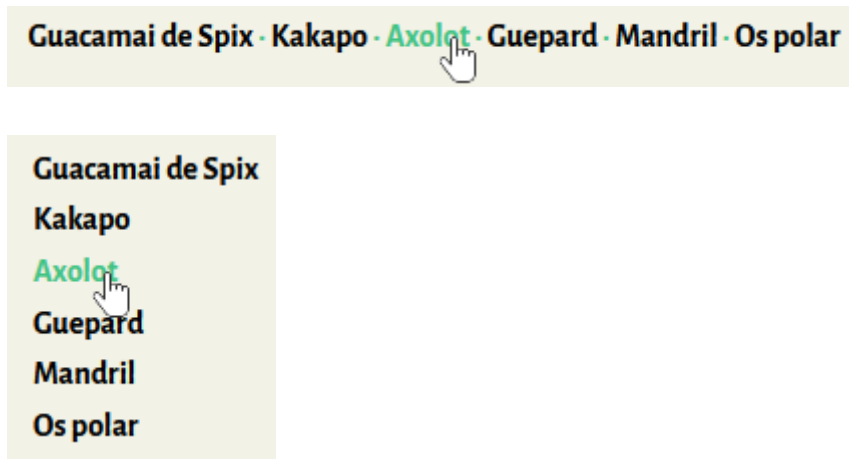 Guacamai de Spix · Kakapo · Axolot · Guepard · Mandril · Os polar
Guacamai de Spix
Kakapo
Axolot
Guepard
Mandril
Os polar